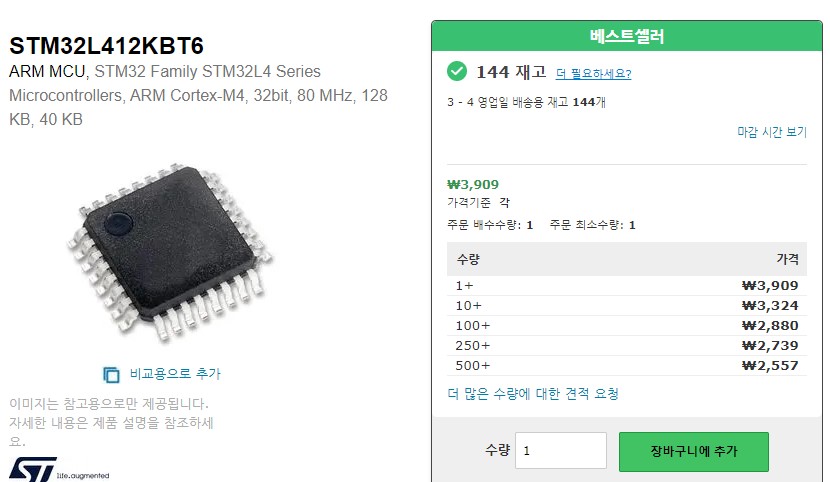 STM32L412KBT6
ARM MCU, STM32 Family STM32L4 Series
Microcontrollers, ARM Cortex-M4, 32bit, 80 MHz, 128
KB, 40 KB
비교용으로 추가
이미지는 참고용으로만 제공됩니다.
자세한 내용은 제품 설명을 참조하세
요.
ST life.augmented
베스트셀러
144 재고 더 필요하세요?
3 - 4 영업일 배송용 재고 144개
마감 시간 보기
₩3,909
가격기준 각
주문 배수수량: 1 주문 최소수량: 1
수량 가격
1+ ₩3,909
10+ ₩3,324
100+ ₩2,880
250+ ₩2,739
500+ ₩2,557
더 많은 수량에 대한 견적 요청
수량 1 장바구니에 추가